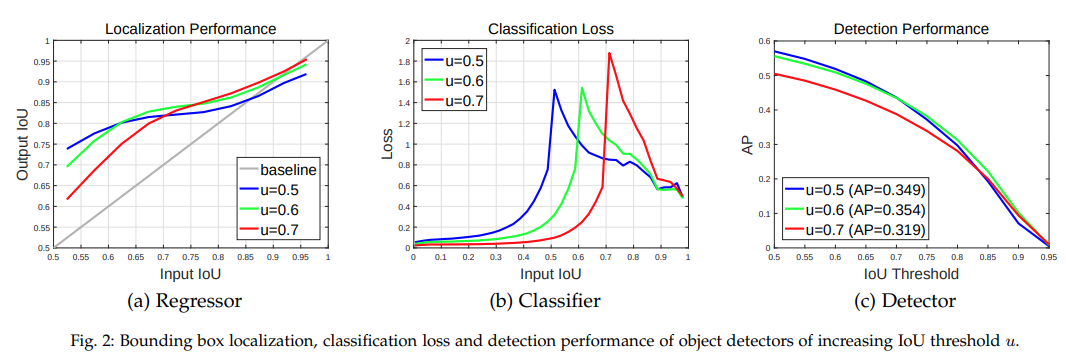 Localization Performance
1
0.95
0.9
0.85
0.8
0.75
0.7
0.65
0.6
0.55
0.5
Output IoU
baseline
u=0.5
u=0.6
u=0.7
0.5 0.55 0.6 0.65 0.7 0.75 0.8 0.85 0.9 0.95 1
Input IoU
(a) Regressor
Classification Loss
2
1.8
1.6
1.4
1.2
1
0.8
0.6
0.4
0.2
0
Loss
u=0.5
u=0.6
u=0.7
0 0.1 0.2 0.3 0.4 0.5 0.6 0.7 0.8 0.9 1
Input IoU
(b) Classifier
Detection Performance
0.6
0.5
0.4
0.3
0.2
0.1
0
AP
u=0.5 (AP=0.349)
u=0.6 (AP=0.354)
u=0.7 (AP=0.319)
0.5 0.55 0.6 0.65 0.7 0.75 0.8 0.85 0.9 0.95
IoU Threshold
(c) Detector
Fig. 2: Bounding box localization, classification loss and detection performance of object detectors of increasing IoU threshold u.